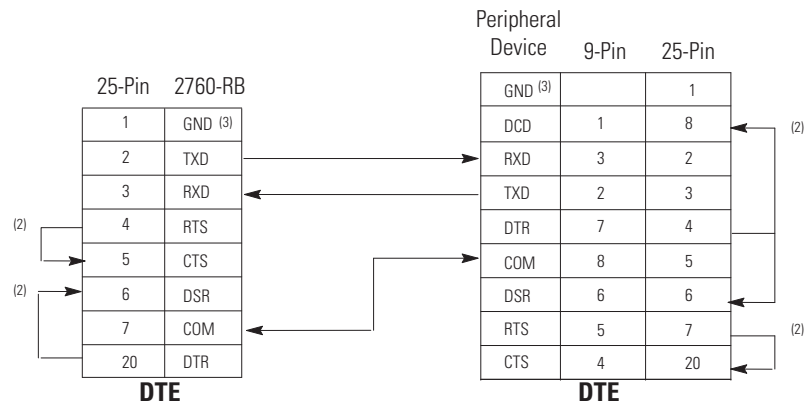 25-Pin 2760-RB
1 GND (3)
2 TXD
3 RXD
(2) 4 RTS
5 CTS
(2) 6 DSR
7 COM
20 DTR
DTE
Peripheral
Device 9-Pin 25-Pin
GND (3) 1
DCD 1 8 (2)
RXD 3 2
TXD 2 3
DTR 7 4
COM 8 5
DSR 6 6
RTS 5 7 (2)
CTS 4 20
DTE